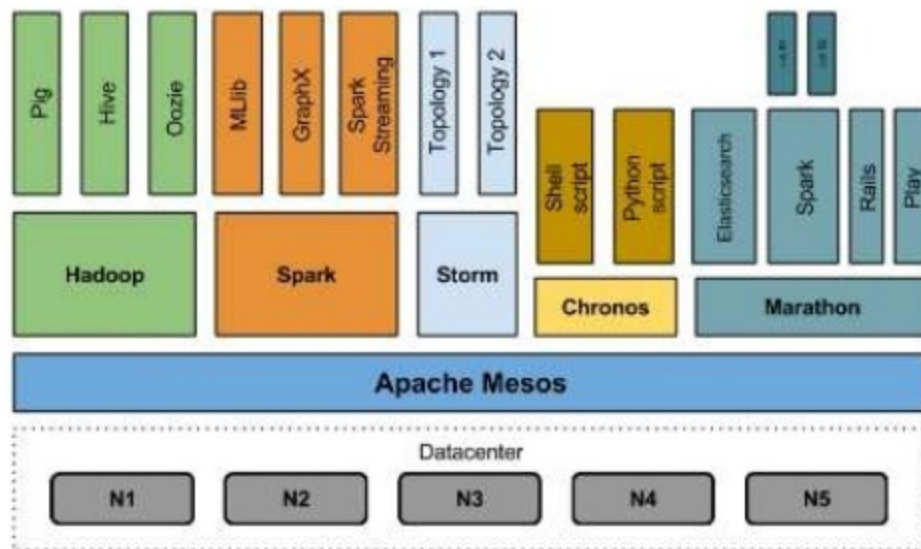 Pig
Hive
Oozie
MLlib
GraphX
Spark
Streaming
Topology 1
Topology 2
Shell
script
Python
script
Elasticsearch
Spark
Rails
Play
Hadoop
Spark
Storm
Chronos
Marathon
Apache Mesos
Datacenter
N1
N2
N3
N4
N5